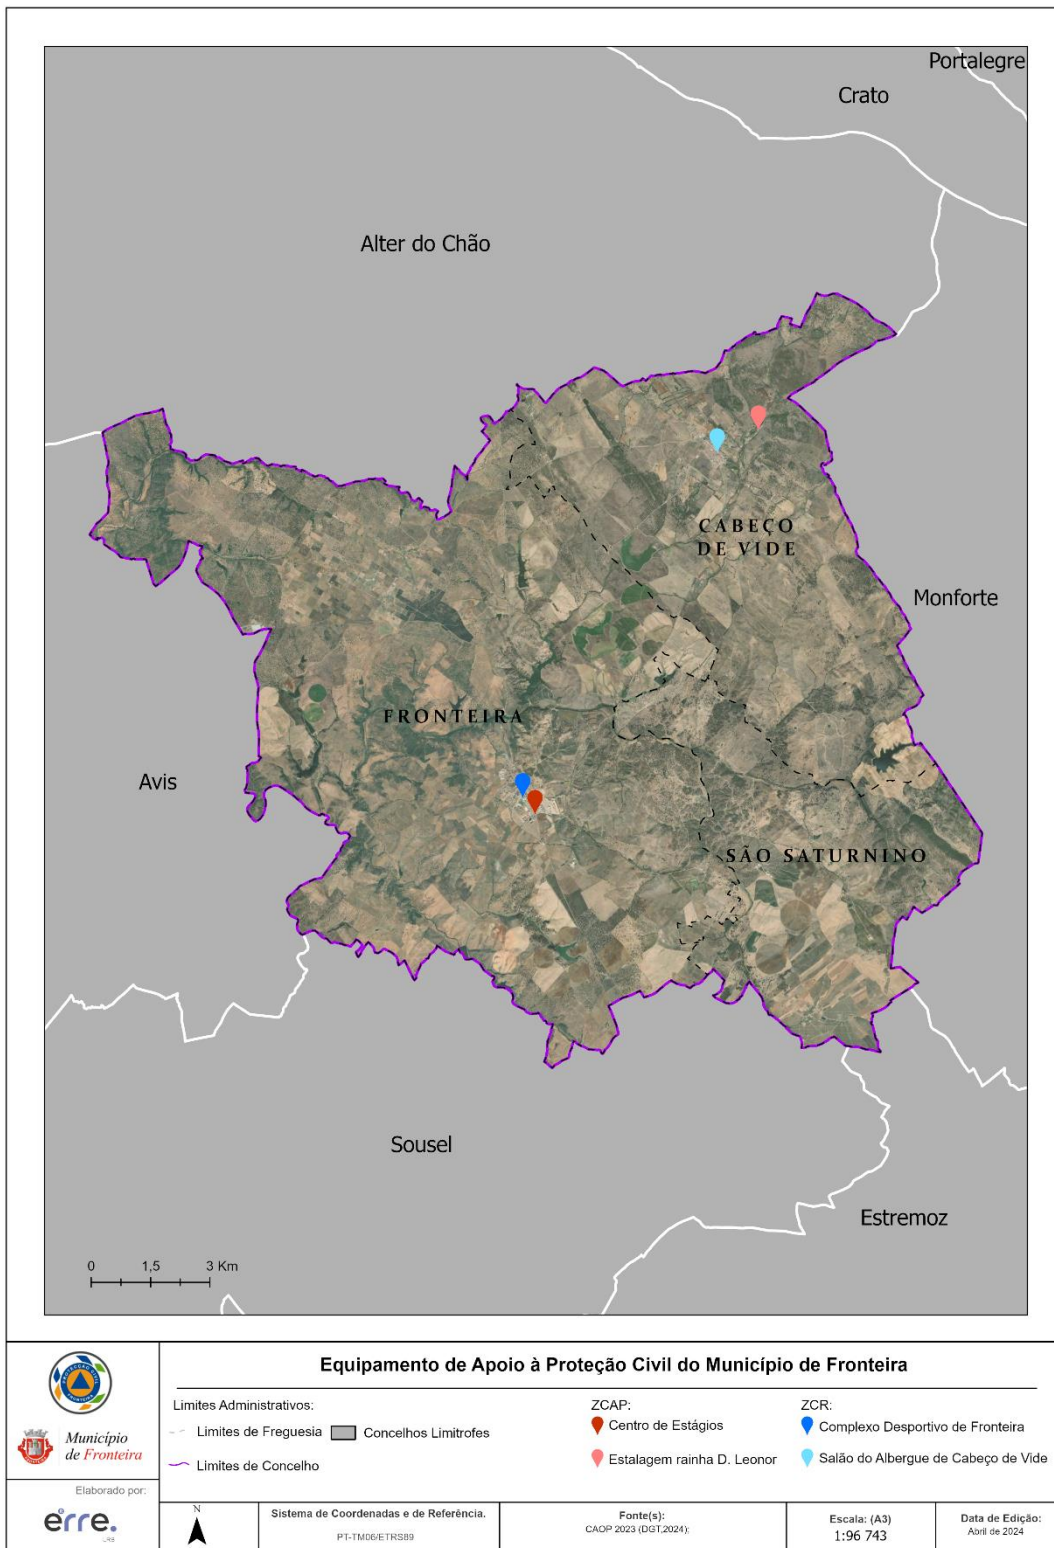 Portalegre
Crato
Alter do Chão
CABEÇO
DE VIDE
Monforte
FRONTEIRA
Avis
SÃO SATURNINO
Sousel
Estremoz
0 1,5 3 Km
Equipamento de Apoio à Proteção Civil do Município de Fronteira
Limites Administrativos:
Limites de Freguesia
Concelhos Limitrofes
Limites de Concelho
ZCAP:
Centro de Estágios
Estalagem rainha D. Leonor
ZCR:
Complexo Desportivo de Fronteira
Salão do Albergue de Cabeço de Vide
Município
de Fronteira
Elaborado por:
erre.
N
Sistema de Coordenadas e de Referência.
PT-TM06/ETRS89
Fonte(s):
CAOP 2023 (DGT,2024);
Escala: (A3)
1:96 743
Data de Edição:
Abril de 2024